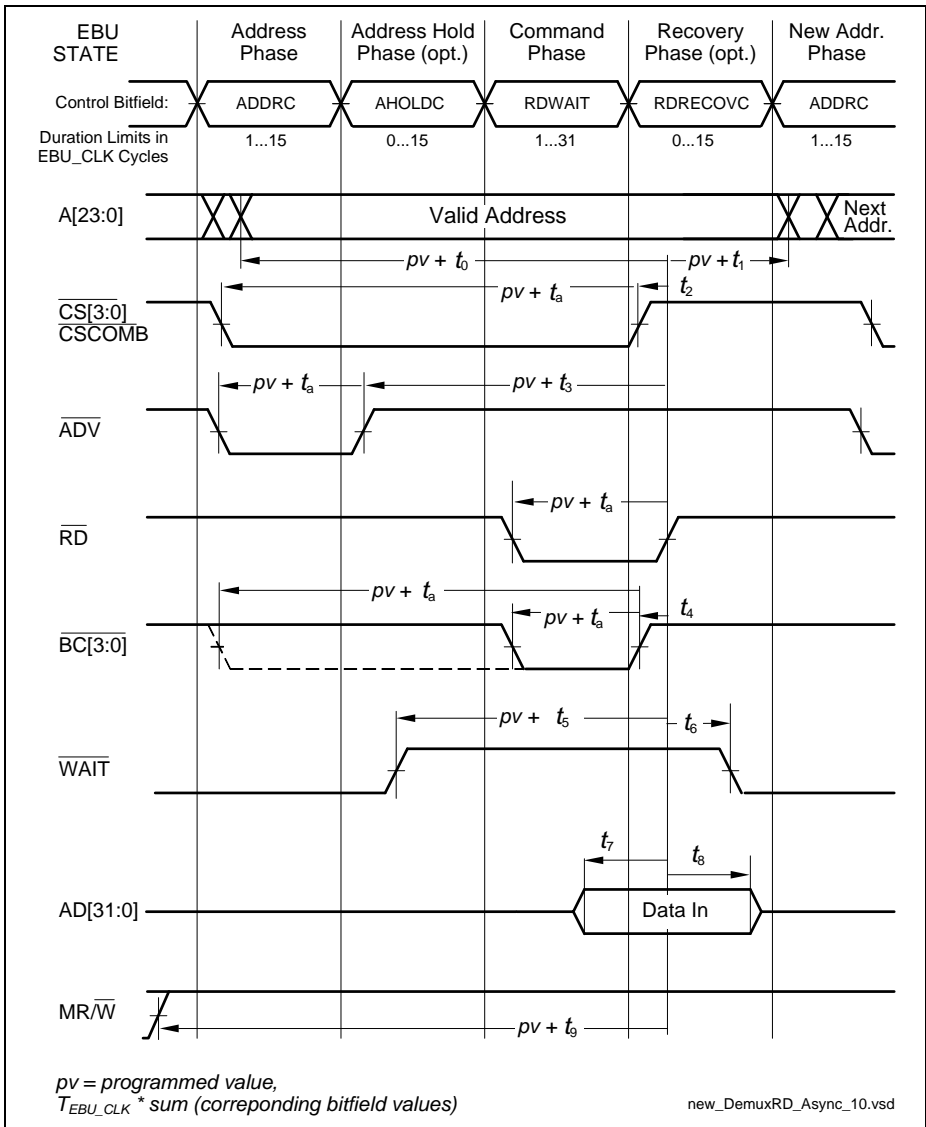 EBU STATE
Address Phase
Address Hold Phase (opt.)
Command Phase
Recovery Phase (opt.)
New Addr. Phase
Control Bitfield:
ADDRC
AHOLDC
RDWAIT
RDRECOVC
ADDRC
Duration Limits in EBU_CLK Cycles
1...15
0...15
1...31
0...15
1...15
A[23:0]
Valid Address
Next Addr.
pv + t0
pv + t1
CS[3:0]
CSCOMB
pv + ta
t2
pv + ta
pv + t3
ADV
pv + ta
RD
pv + ta
pv + ta
t4
BC[3:0]
pv + t5
t6
WAIT
t7
t8
AD[31:0]
Data In
MR/W
pv + t9
pv = programmed value,
TEBU_CLK * sum (correponding bitfield values)
new_DemuxRD_Async_10.vsd